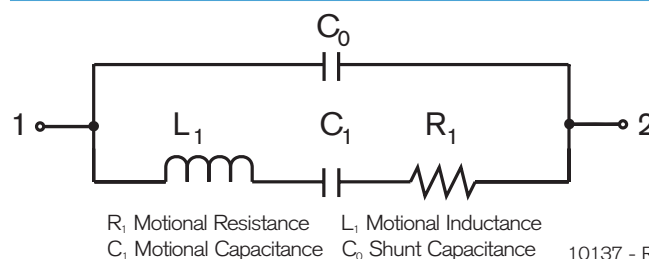 C₀
1 L₁ C₁ R₁ 2
R₁ Motional Resistance L₁ Motional Inductance
C₁ Motional Capacitance C₀ Shunt Capacitance 10137 - R